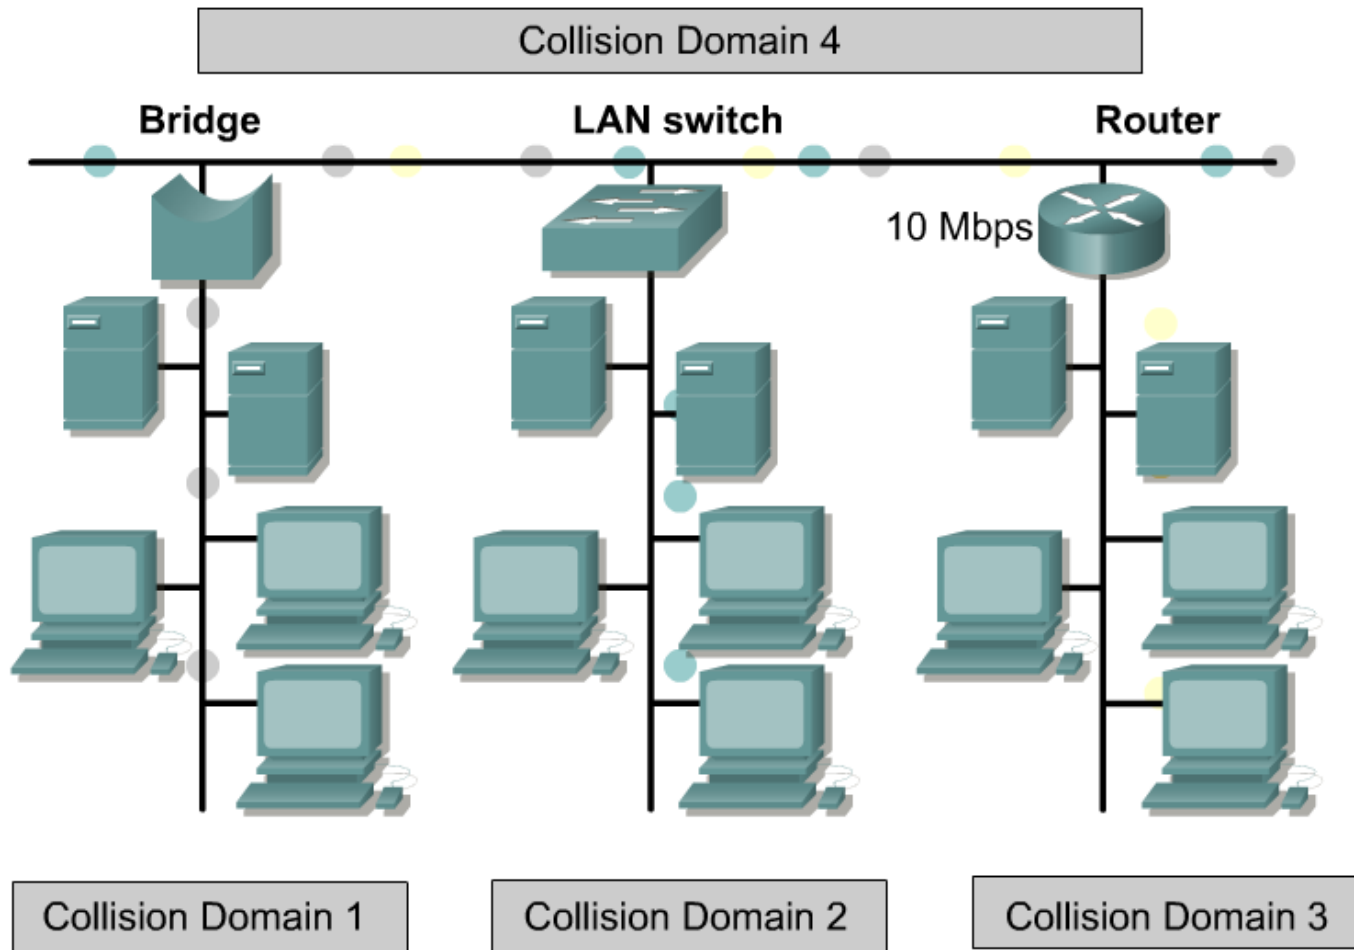 Collision Domain 4
Bridge
LAN switch
Router
10 Mbps
Collision Domain 1
Collision Domain 2
Collision Domain 3